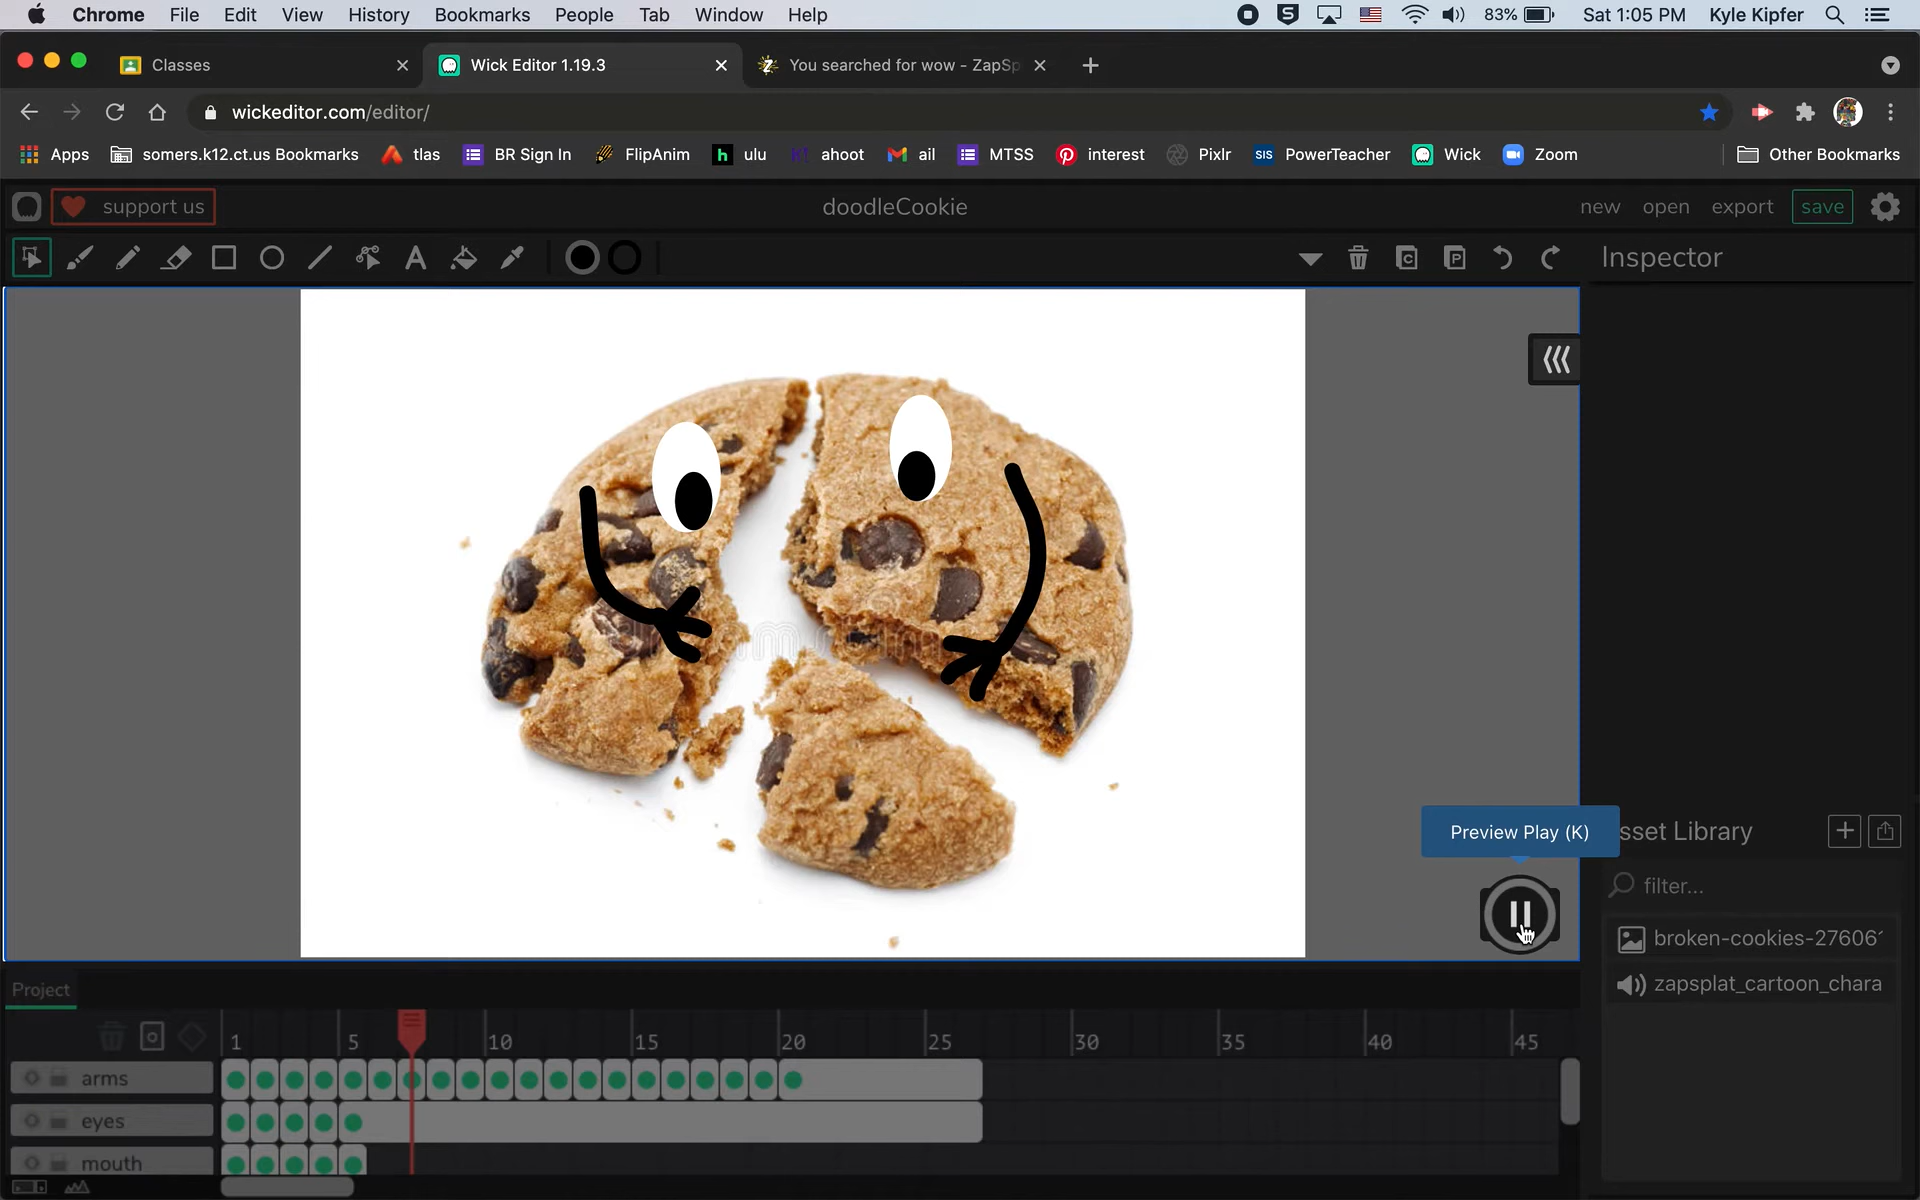 Chrome File Edit View History Bookmarks People Tab Window Help 83% Sat 1:05 PM Kyle Kipfer
Classes Wick Editor 1.19.3 You searched for wow - ZapSp
wickeditor.com/editor/
Apps somers.k12.ct.us Bookmarks tlas BR Sign In FlipAnim h ulu ahoot ail MTSS interest Pixlr SIS PowerTeacher Wick Zoom Other Bookmarks
support us doodleCookie new open export save
Inspector
Preview Play (K)
sset Library
filter...
broken-cookies-27606
zapsplat_cartoon_chara
Project
1 5 10 15 20 25 30 35 40 45
arms
eyes
mouth